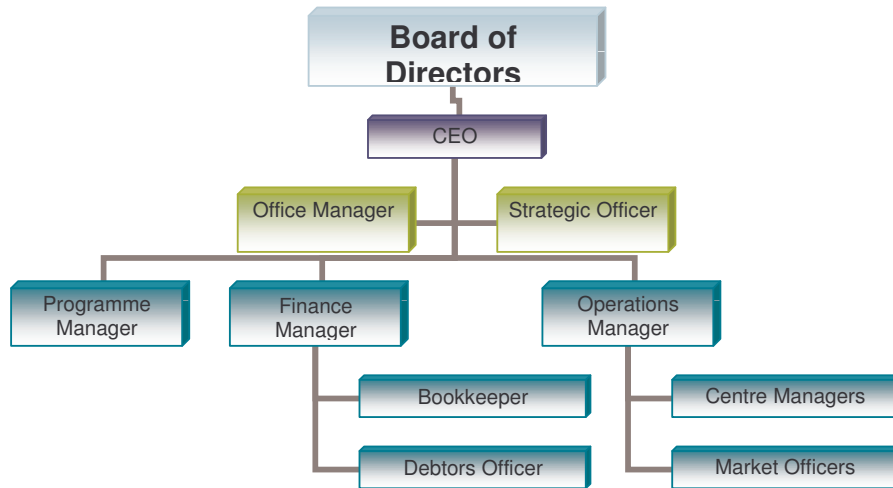 Board of
Directors
CEO
Office Manager
Strategic Officer
Programme
Manager
Finance
Manager
Operations
Manager
Bookkeeper
Centre Managers
Debtors Officer
Market Officers